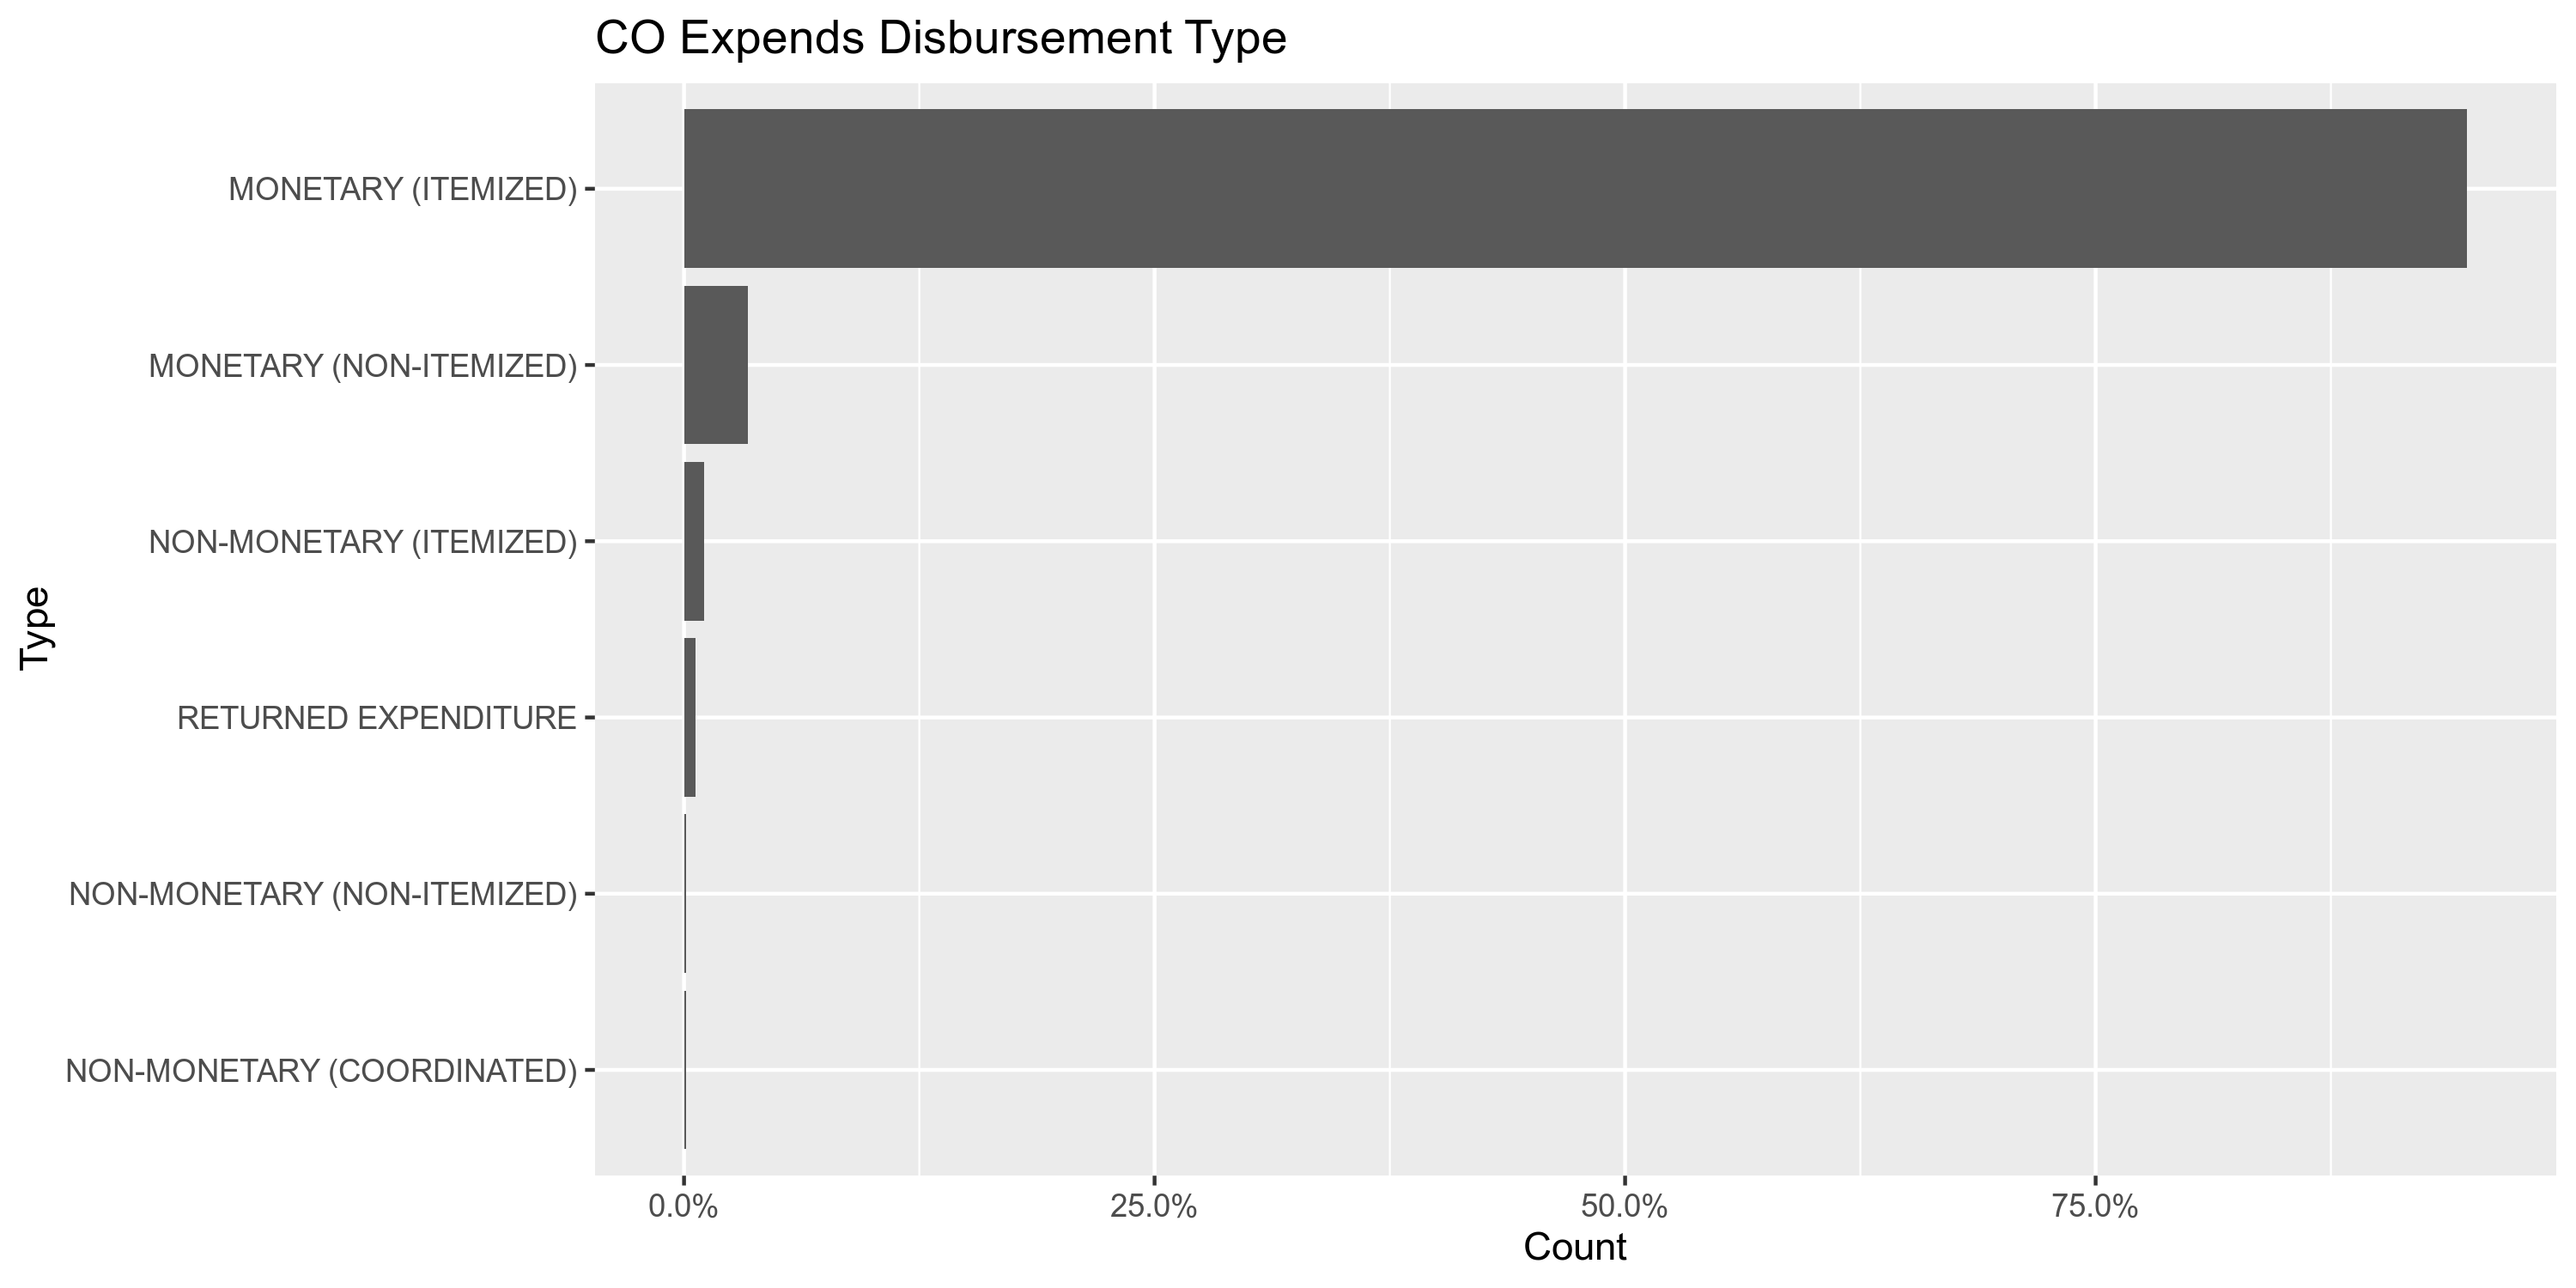 CO Expends Disbursement Type
MONETARY (ITEMIZED)
MONETARY (NON-ITEMIZED)
NON-MONETARY (ITEMIZED)
RETURNED EXPENDITURE
NON-MONETARY (NON-ITEMIZED)
NON-MONETARY (COORDINATED)
Type
0.0%
25.0%
50.0%
75.0%
Count